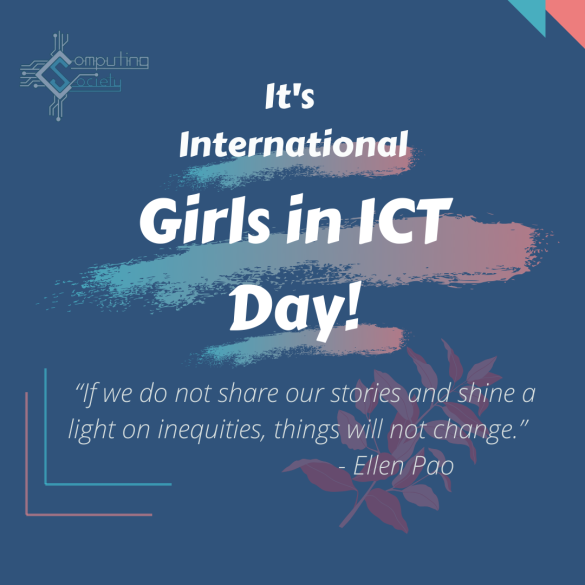 Computing
Society
It's
International
Girls in ICT
Day!
“If we do not share our stories and shine a
light on inequities, things will not change.”
- Ellen Pao